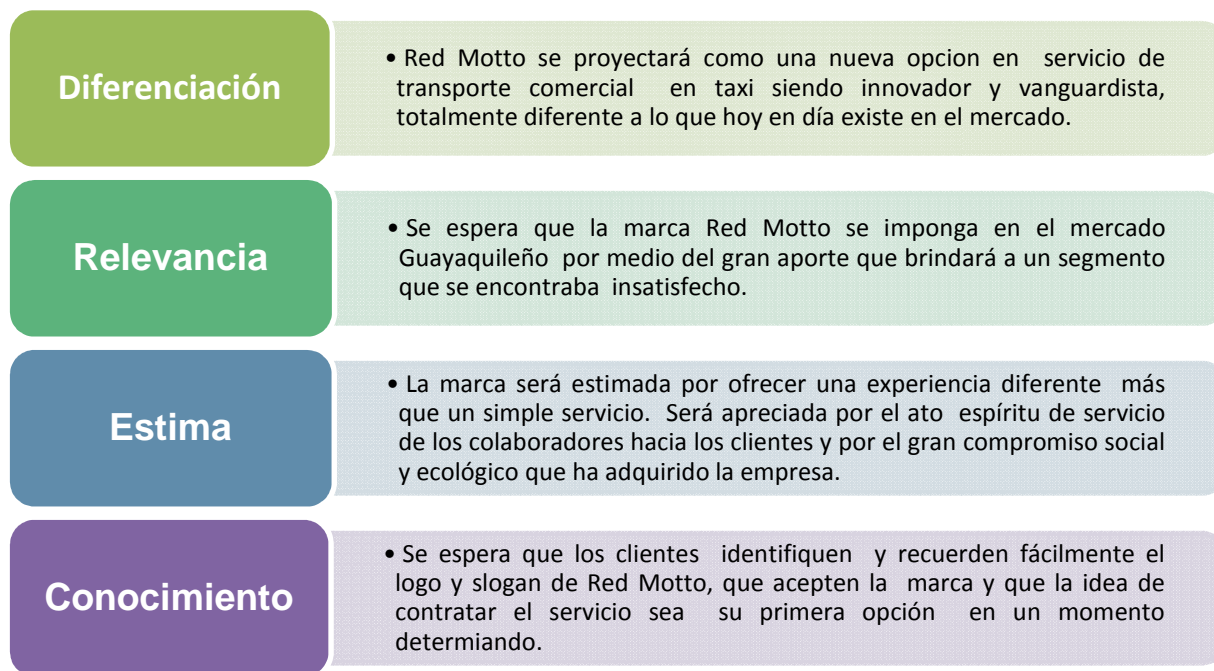 Diferenciación
• Red Motto se proyectará como una nueva opcion en servicio de
transporte comercial en taxi siendo innovador y vanguardista,
totalmente diferente a lo que hoy en día existe en el mercado.
Relevancia
• Se espera que la marca Red Motto se imponga en el mercado
Guayaquileño por medio del gran aporte que brindará a un segmento
que se encontraba insatisfecho.
Estima
• La marca será estimada por ofrecer una experiencia diferente más
que un simple servicio. Será apreciada por el ato espíritu de servicio
de los colaboradores hacia los clientes y por el gran compromiso social
y ecológico que ha adquirido la empresa.
Conocimiento
• Se espera que los clientes identifiquen y recuerden fácilmente el
logo y slogan de Red Motto, que acepten la marca y que la idea de
contratar el servicio sea su primera opción en un momento
determiando.